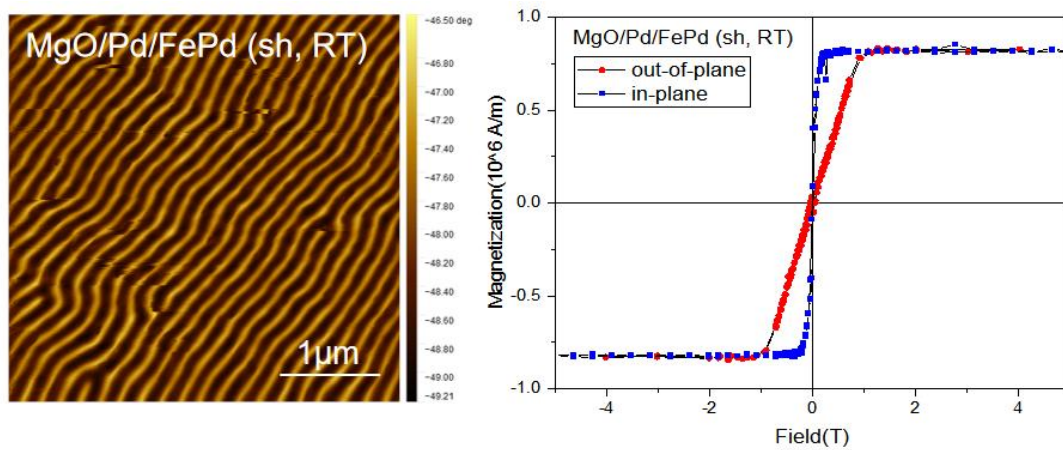 MgO/Pd/FePd (sh, RT)
1µm
-46.50 deg
-46.80
-47.00
-47.20
-47.40
-47.60
-47.80
-48.00
-48.20
-48.40
-48.60
-48.80
-49.00
-49.21
MgO/Pd/FePd (sh, RT)
out-of-plane
in-plane
1.0
0.5
0.0
-0.5
-1.0
Magnetization(10^6 A/m)
-4 -2 0 2 4
Field(T)